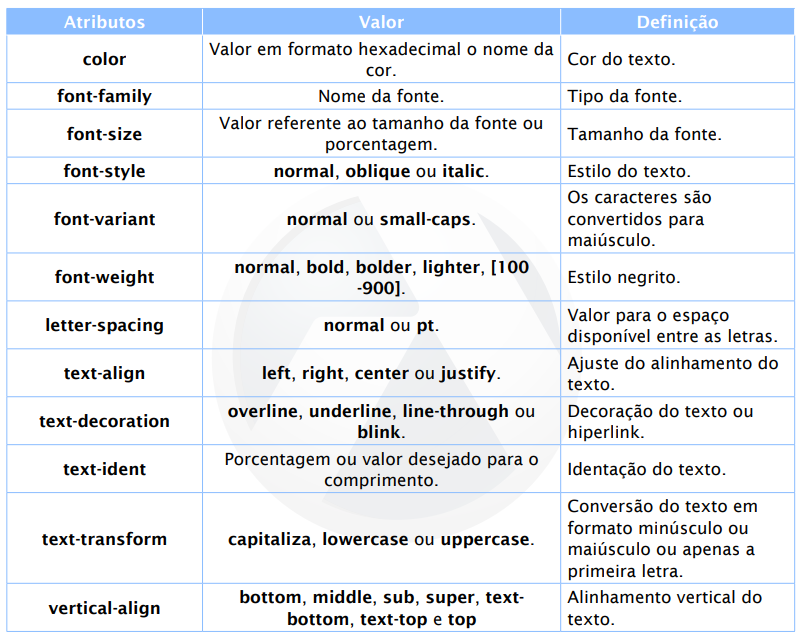 Atributos Valor Definição
color Valor em formato hexadecimal o nome da cor. Cor do texto.
font-family Nome da fonte. Tipo da fonte.
font-size Valor referente ao tamanho da fonte ou porcentagem. Tamanho da fonte.
font-style normal, oblique ou italic. Estilo do texto.
font-variant normal ou small-caps. Os caracteres são convertidos para maiúsculo.
font-weight normal, bold, bolder, lighter, [100 -900]. Estilo negrito.
letter-spacing normal ou pt. Valor para o espaço disponível entre as letras.
text-align left, right, center ou justify. Ajuste do alinhamento do texto.
text-decoration overline, underline, line-through ou blink. Decoração do texto ou hiperlink.
text-ident Porcentagem ou valor desejado para o comprimento. Identação do texto.
text-transform capitaliza, lowercase ou uppercase. Conversão do texto em formato minúsculo ou maiúsculo ou apenas a primeira letra.
vertical-align bottom, middle, sub, super, text-bottom, text-top e top Alinhamento vertical do texto.